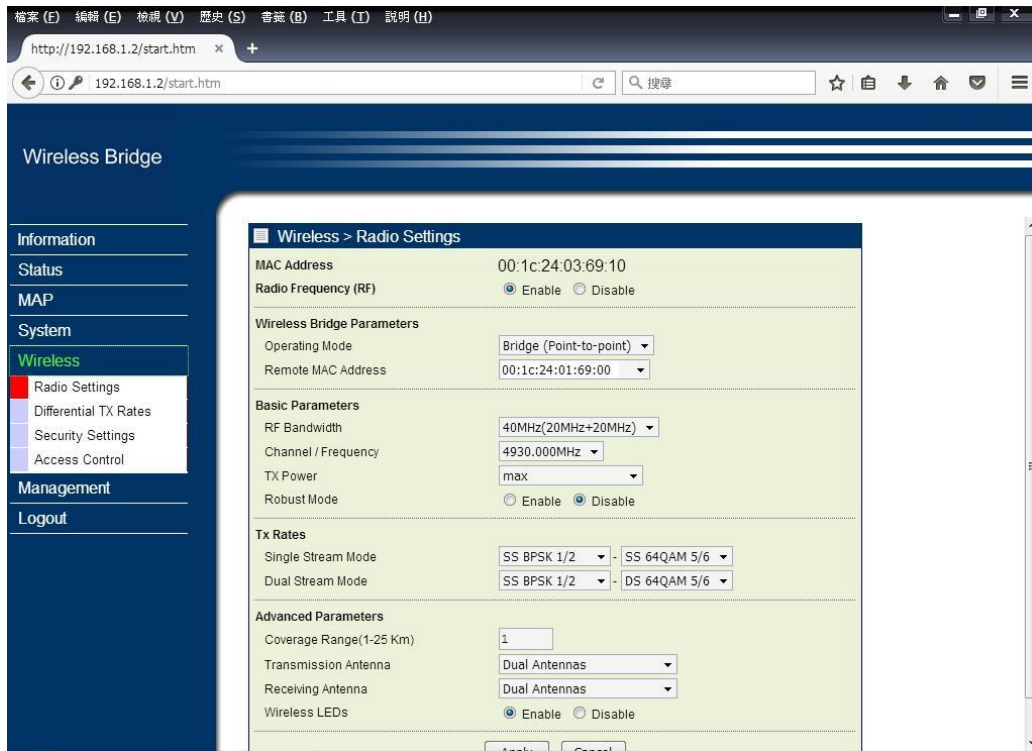 檔案 (F) 編輯 (E) 檢視 (V) 歷史 (S) 書籤 (B) 工具 (T) 說明 (H)
http://192.168.1.2/start.htm × +
192.168.1.2/start.htm
搜尋
Wireless Bridge
Information
Status
MAP
System
Wireless
Radio Settings
Differential TX Rates
Security Settings
Access Control
Management
Logout
Wireless > Radio Settings
MAC Address 00:1c:24:03:69:10
Radio Frequency (RF) Enable Disable
Wireless Bridge Parameters
Operating Mode Bridge (Point-to-point)
Remote MAC Address 00:1c:24:01:69:00
Basic Parameters
RF Bandwidth 40MHz(20MHz+20MHz)
Channel / Frequency 4930.000MHz
TX Power max
Robust Mode Enable Disable
Tx Rates
Single Stream Mode SS BPSK 1/2 - SS 64QAM 5/6
Dual Stream Mode SS BPSK 1/2 - DS 64QAM 5/6
Advanced Parameters
Coverage Range(1-25 Km) 1
Transmission Antenna Dual Antennas
Receiving Antenna Dual Antennas
Wireless LEDs Enable Disable
Apply Cancel